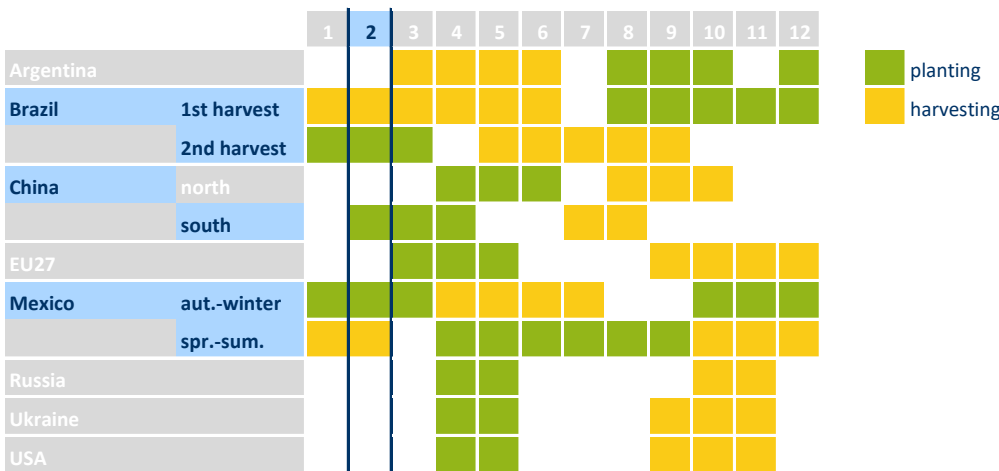 1 2 3 4 5 6 7 8 9 10 11 12
Argentina
planting
Brazil 1st harvest
harvesting
2nd harvest
China north
south
EU27
Mexico aut.-winter
spr.-sum.
Russia
Ukraine
USA